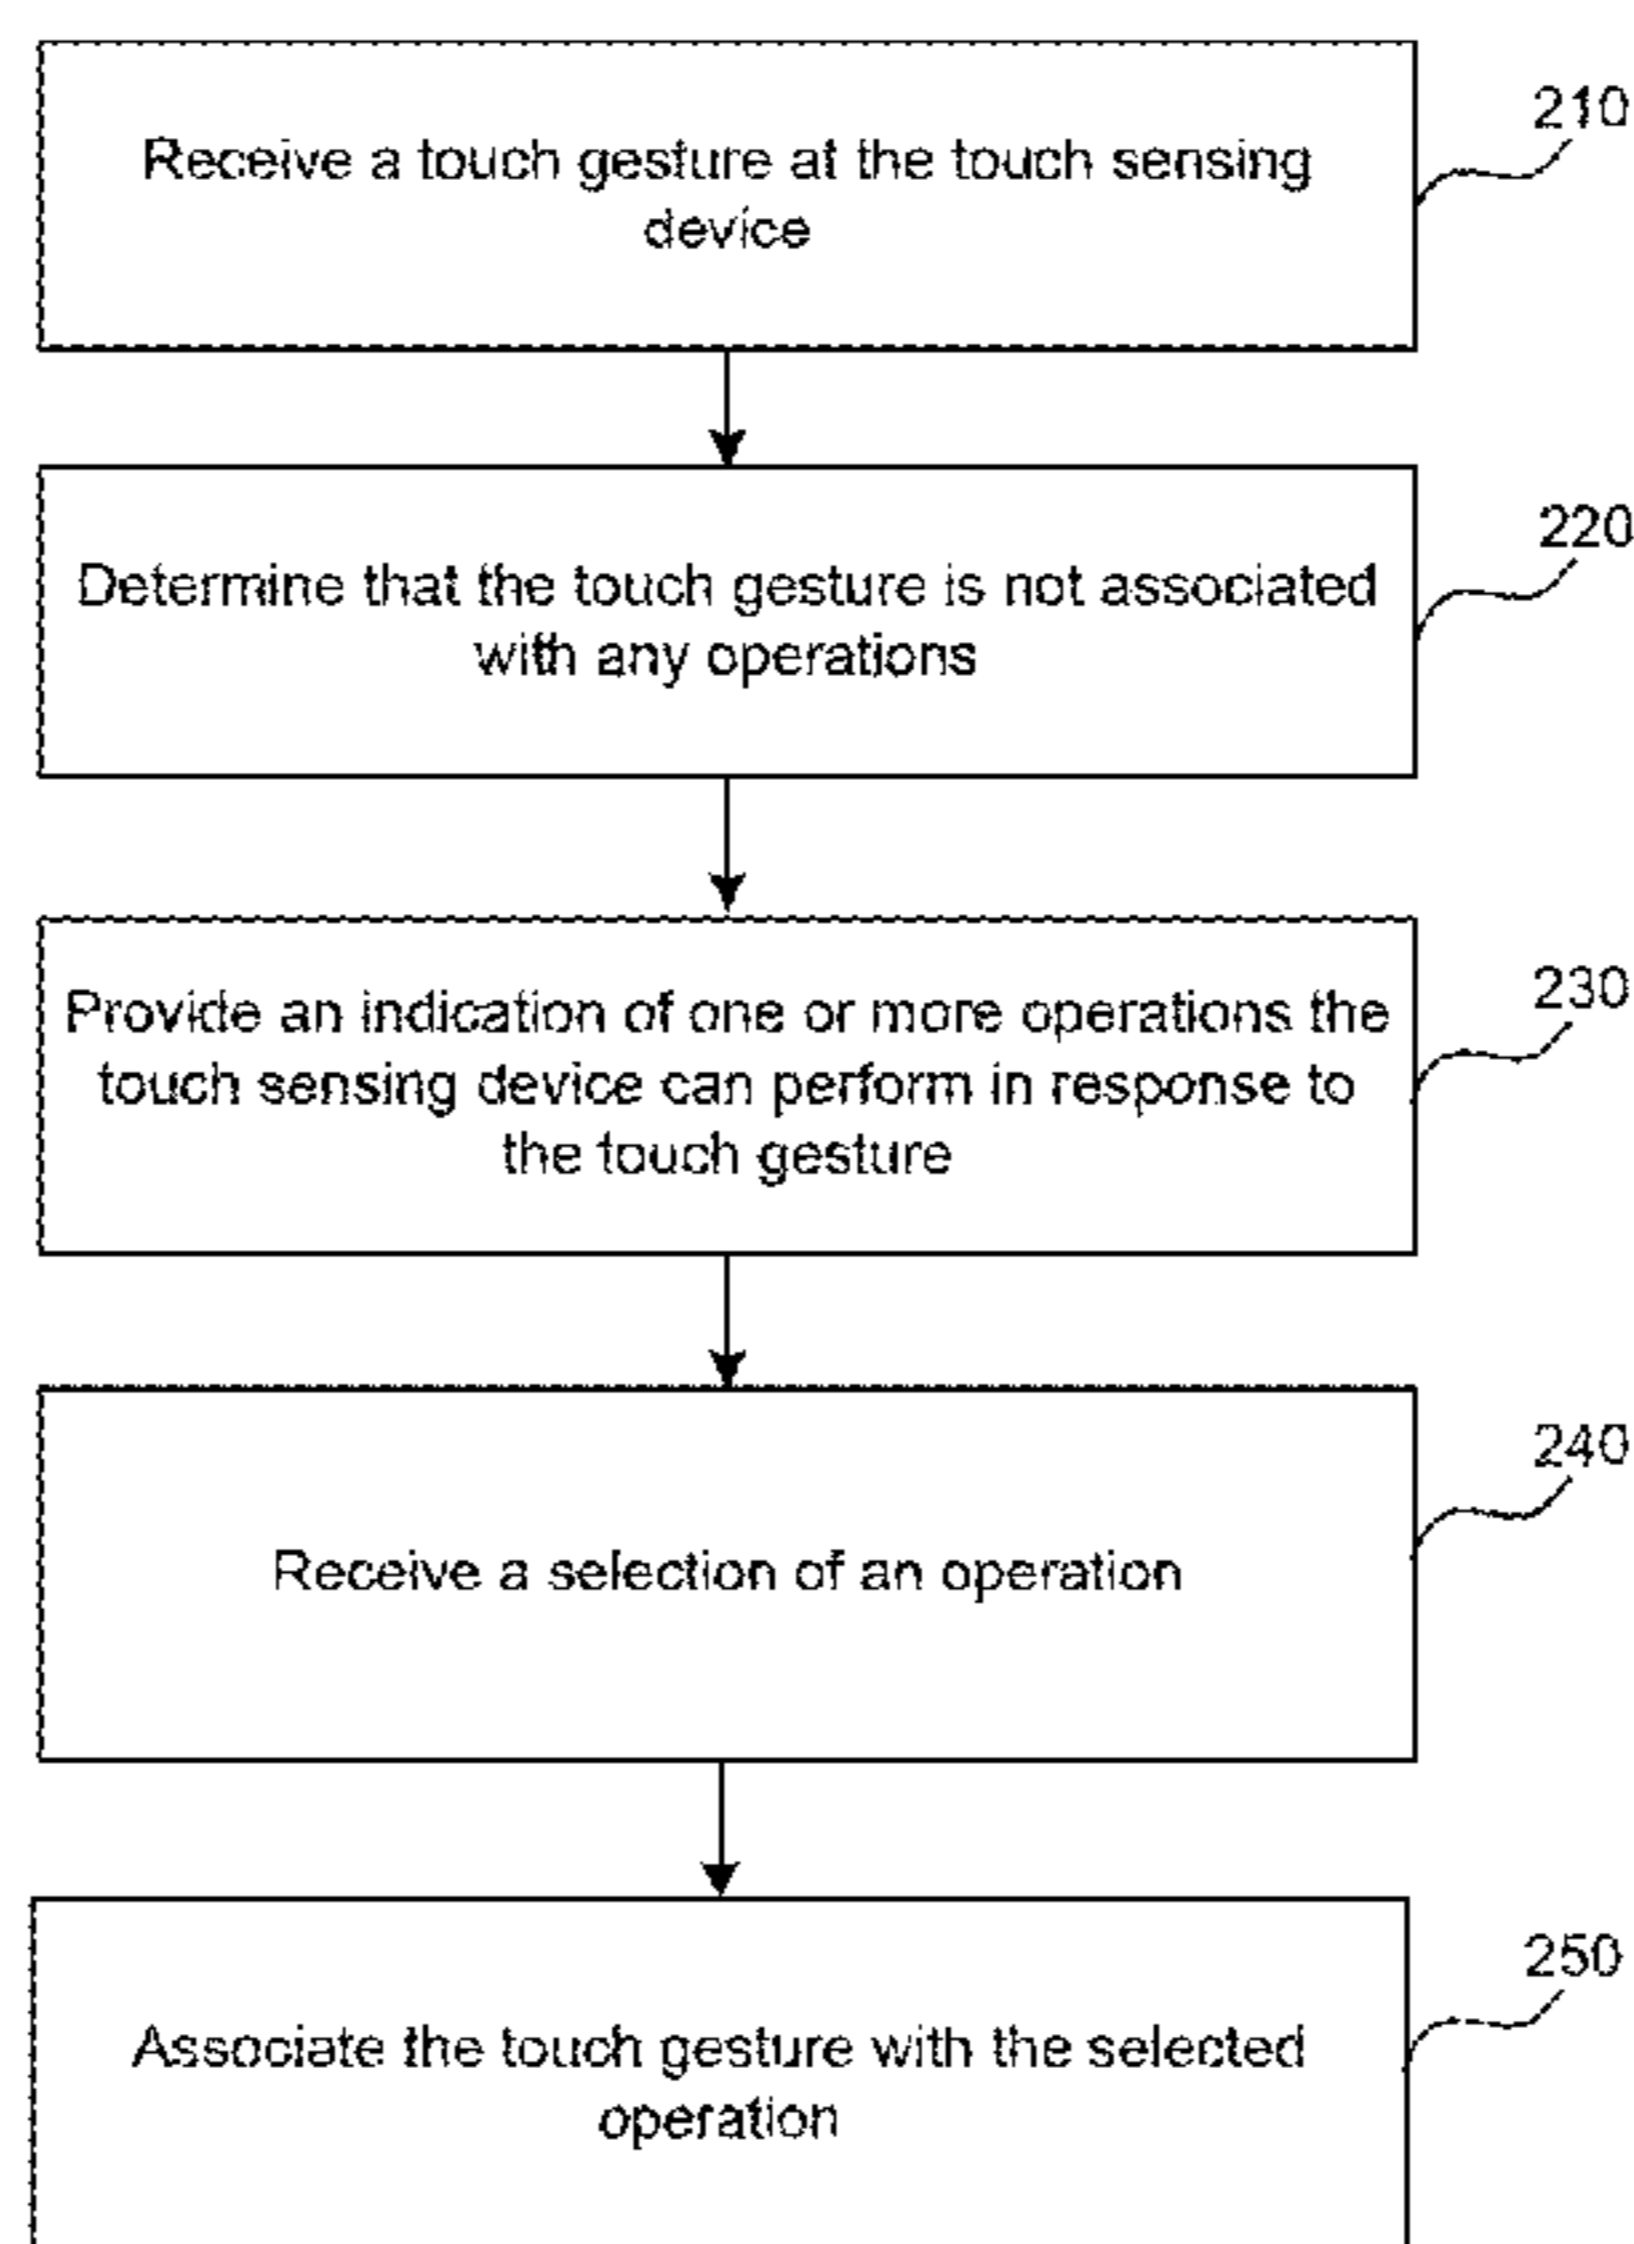 Receive a touch gesture at the touch sensing
device
210
Determine that the touch gesture is not associated
with any operations
220
Provide an indication of one or more operations the
touch sensing device can perform in response to
the touch gesture
230
Receive a selection of an operation
240
Associate the touch gesture with the selected
operation
250